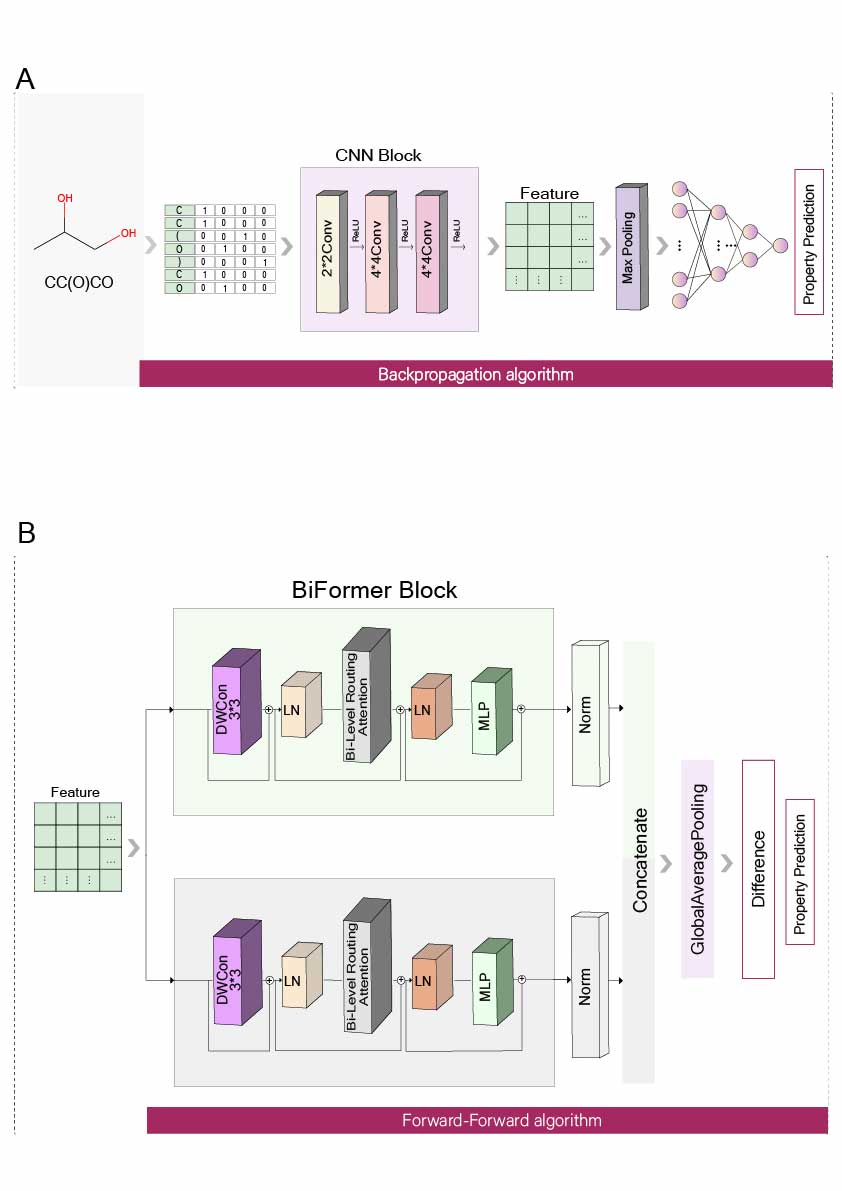 A
CNN Block
OH
OH
CC(O)CO
C 1 0 0 0
C 1 0 0 0
( 0 0 1 0
O 0 1 0 0
) 0 0 0 1
C 1 0 0 0
O 0 1 0 0
2*2Conv
ReLU
4*4Conv
ReLU
4*4Conv
ReLU
Feature
...
...
...
...
Max Pooling
...
... ...
Property Prediction
Backpropagation algorithm
B
BiFormer Block
DWCon
3*3
LN
Bi-Level Routing
Attention
LN
MLP
Norm
Feature
...
...
...
... ... ...
DWCon
3*3
LN
Bi-Level Routing
Attention
LN
MLP
Norm
Concatenate
GlobalAveragePooling
Difference
Property Prediction
Forward-Forward algorithm